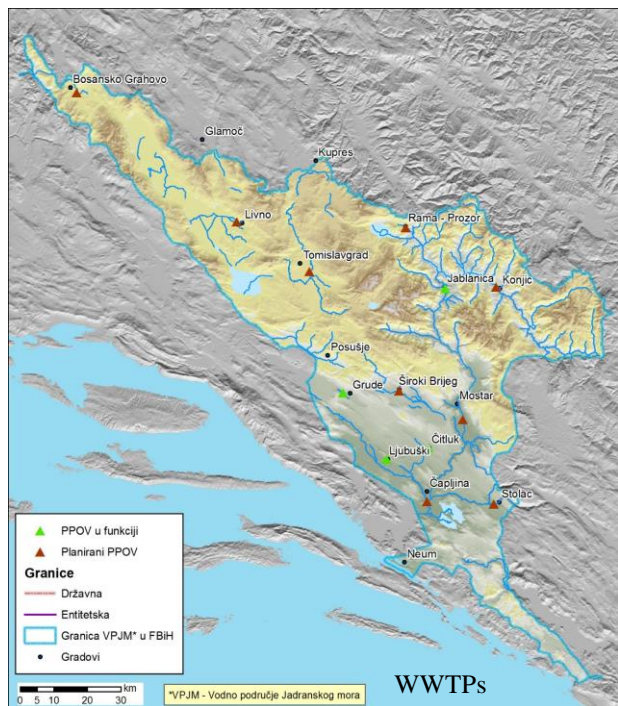 Bosansko Grahovo
Glamoč
Kupres
Livno
Rama - Prozor
Tomislavgrad
Jablanica
Konjic
Posušje
Grude
Široki Brijeg
Mostar
Čitluk
Ljubuški
Čapljina
Stolac
Neum
PPOV u funkciji
Planirani PPOV
Granice
Državna
Entitetska
Granica VPJM* u FBiH
Gradovi
0 5 10 20 30
km
*VPJM - Vodno područje Jadranskog mora
WWTPs